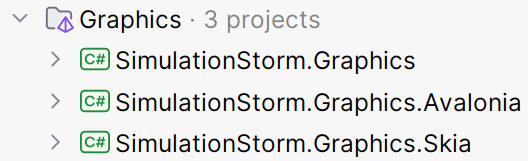 Graphics · 3 projects
C# SimulationStorm.Graphics
C# SimulationStorm.Graphics.Avalonia
C# SimulationStorm.Graphics.Skia